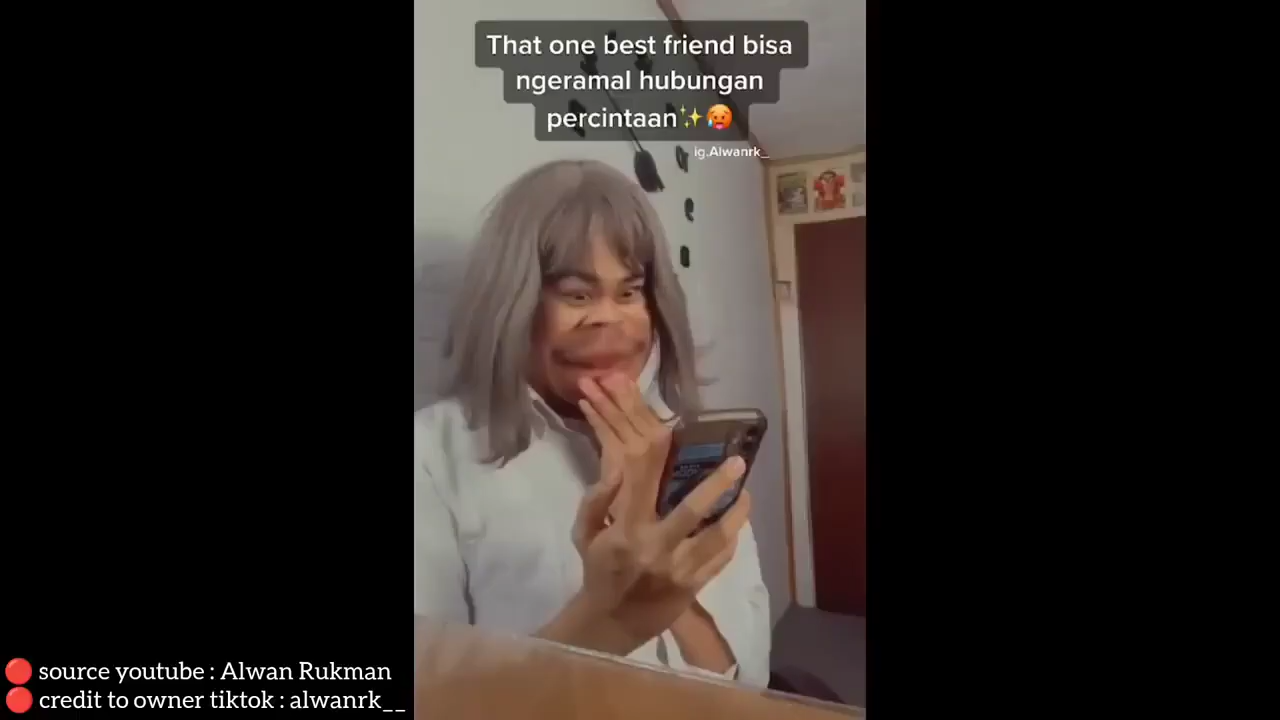 That one best friend bisa
ngeramal hubungan
percintaan✨🥵
ig.Alwanrk_
🔴 source youtube : Alwan Rukman
🔴 credit to owner tiktok : alwanrk__